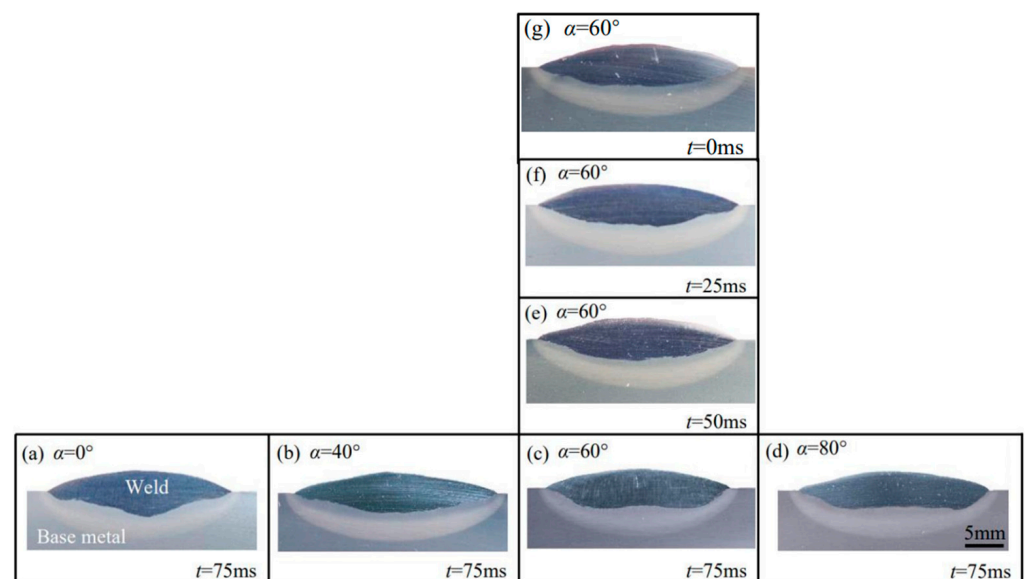 (g) α=60°
t=0ms
(f) α=60°
t=25ms
(e) α=60°
t=50ms
(a) α=0°
Weld
Base metal
t=75ms
(b) α=40°
t=75ms
(c) α=60°
t=75ms
(d) α=80°
5mm
t=75ms